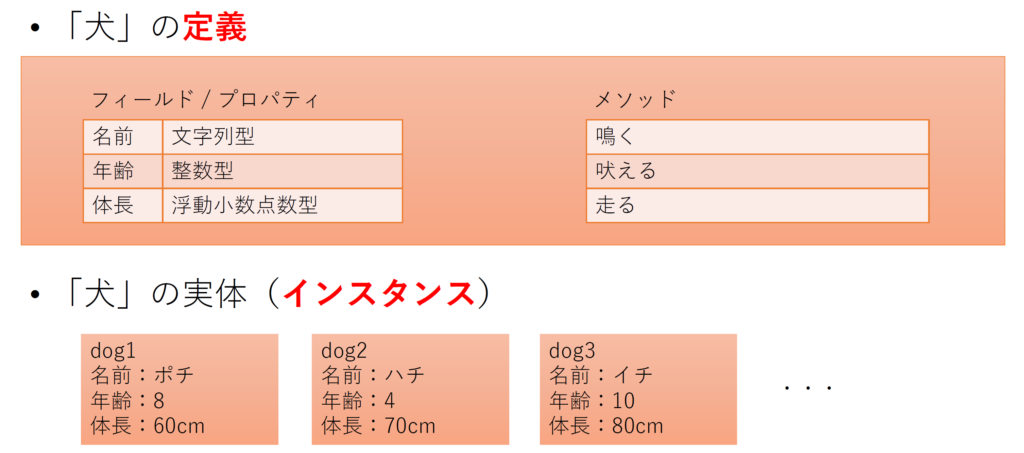 • 「犬」の定義
フィールド / プロパティ
名前 文字列型
年齢 整数型
体長 浮動小数点数型
メソッド
鳴く
吠える
走る
• 「犬」の実体（インスタンス）
dog1
名前：ポチ
年齢：8
体長：60cm
dog2
名前：ハチ
年齢：4
体長：70cm
dog3
名前：イチ
年齢：10
体長：80cm
・・・